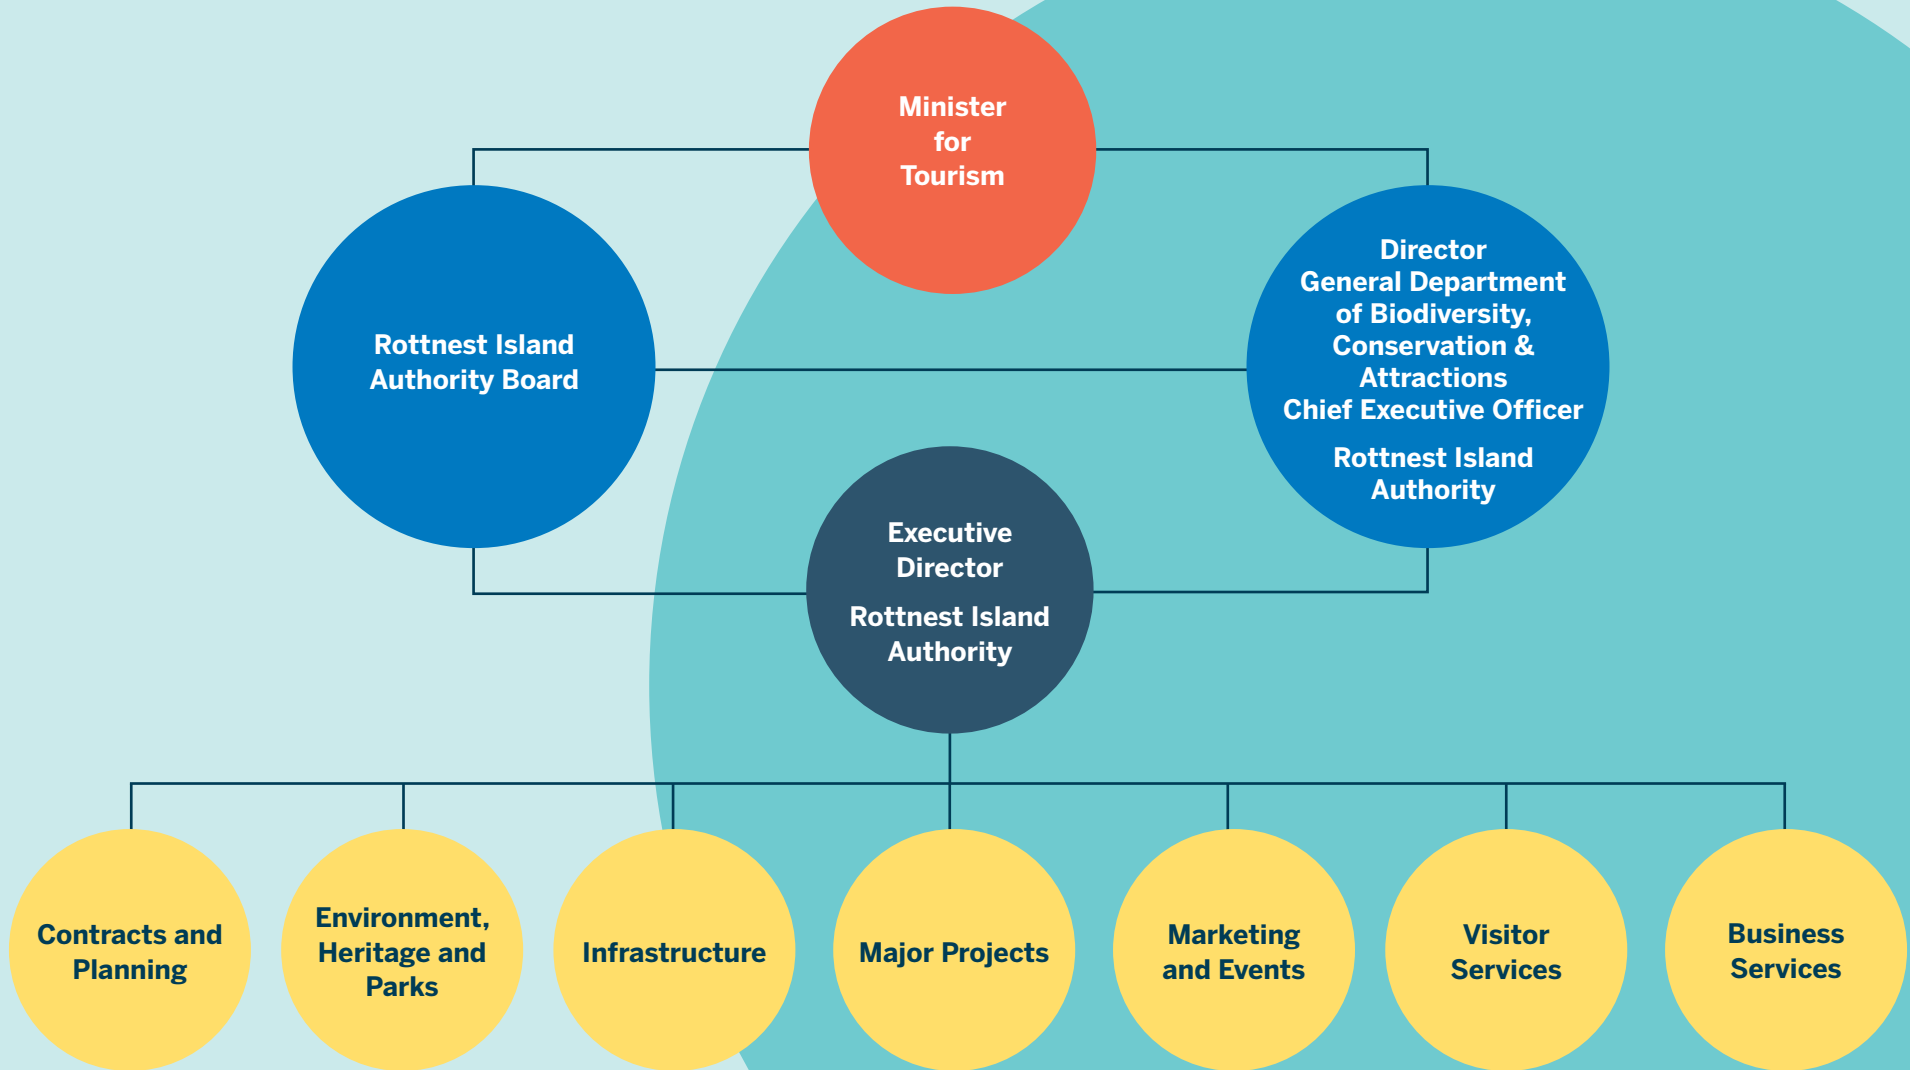 Minister
for
Tourism
Rottnest Island
Authority Board
Director
General Department
of Biodiversity,
Conservation &
Attractions
Chief Executive Officer
Rottnest Island
Authority
Executive
Director
Rottnest Island
Authority
Contracts and
Planning
Environment,
Heritage and
Parks
Infrastructure
Major Projects
Marketing
and Events
Visitor
Services
Business
Services